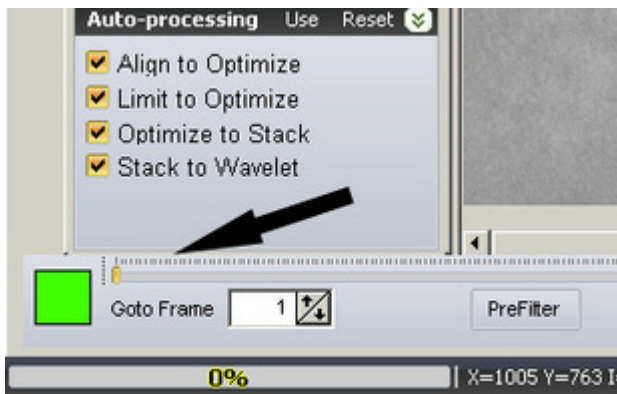 Auto-processing Use Reset
Align to Optimize
Limit to Optimize
Optimize to Stack
Stack to Wavelet
Goto Frame 1 PreFilter
0% X=1005 Y=763